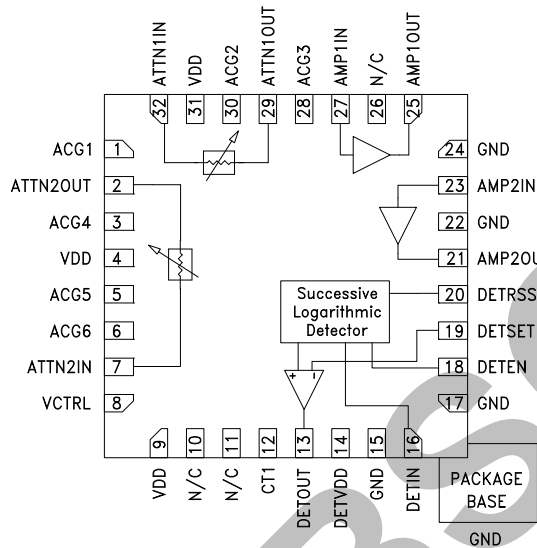 ATTN1IN
VDD
ACG2
ATTN1OUT
ACG3
AMP1IN
N/C
AMP1OUT
32 31 30 29 28 27 26 25
ACG1 1
ATTN2OUT 2
ACG4 3
VDD 4
ACG5 5
ACG6 6
ATTN2IN 7
VCTRL 8
24 GND
23 AMP2IN
22 GND
21 AMP2OU
20 DETRSS
19 DETSET
18 DETEN
17 GND
Successive
Logarithmic
Detector
+ −
9 10 11 12 13 14 15 16
VDD
N/C
N/C
CT1
DETOUT
DETVDD
GND
DETIN
PACKAGE
BASE
GND